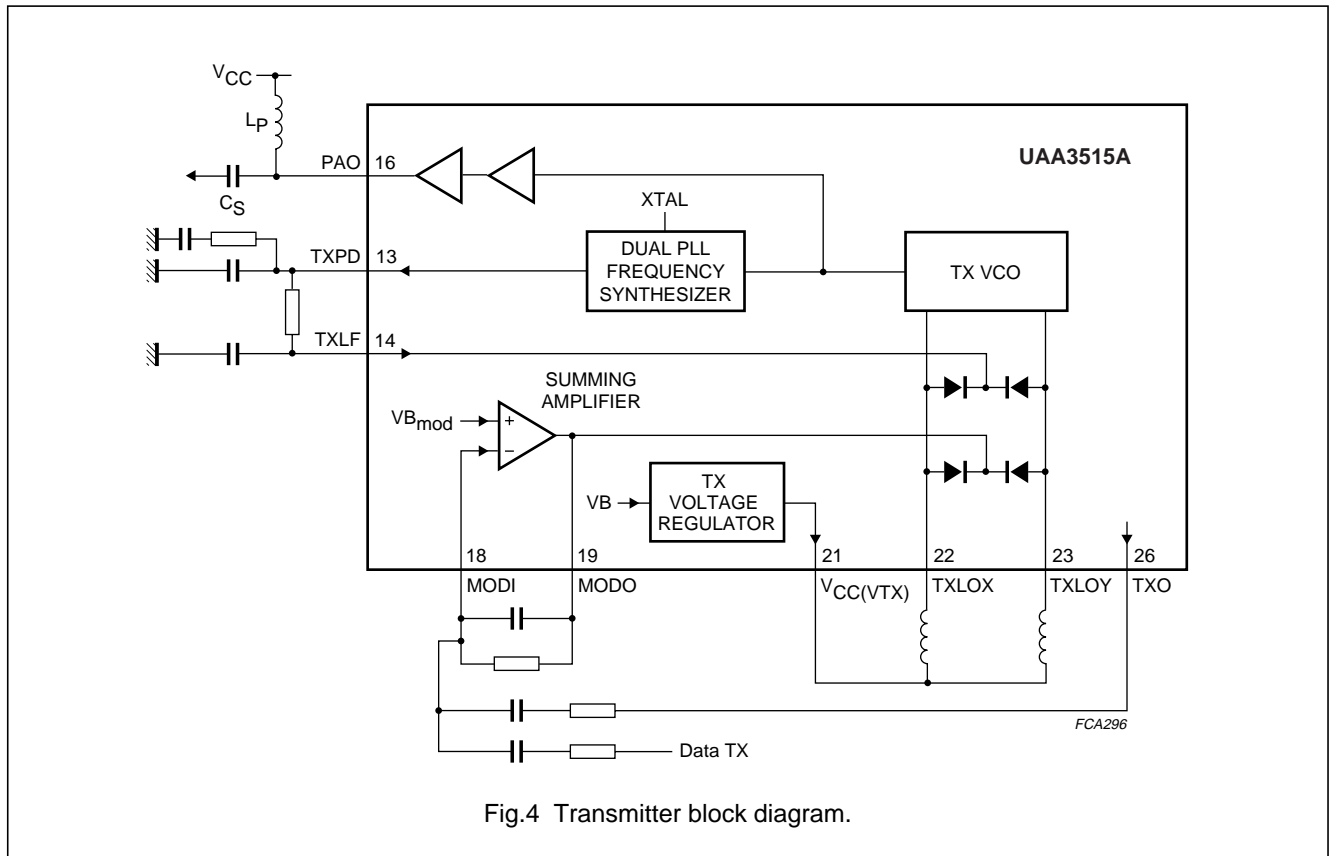 VCC
LP
UAA3515A
PAO 16
XTAL
CS
DUAL PLL
FREQUENCY
SYNTHESIZER
TX VCO
TXPD 13
TXLF 14
SUMMING
AMPLIFIER
VBmod
+
−
TX
VOLTAGE
REGULATOR
VB
18 19 21 22 23 26
MODI MODO VCC(VTX) TXLOX TXLOY TXO
FCA296
Data TX
Fig.4 Transmitter block diagram.